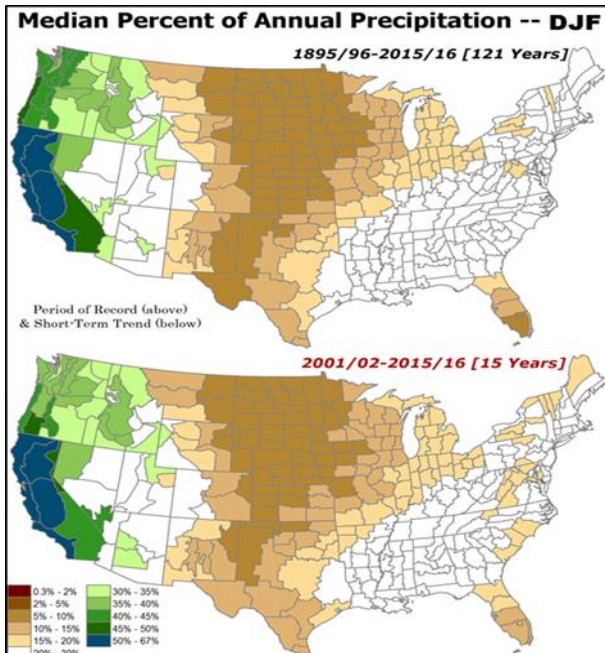 Median Percent of Annual Precipitation -- DJF
1895/96-2015/16 [121 Years]
Period of Record (above)
& Short-Term Trend (below)
2001/02-2015/16 [15 Years]
0.3% - 2%
2% - 5%
5% - 10%
10% - 15%
15% - 20%
20% - 30%
30% - 35%
35% - 40%
40% - 45%
45% - 50%
50% - 67%